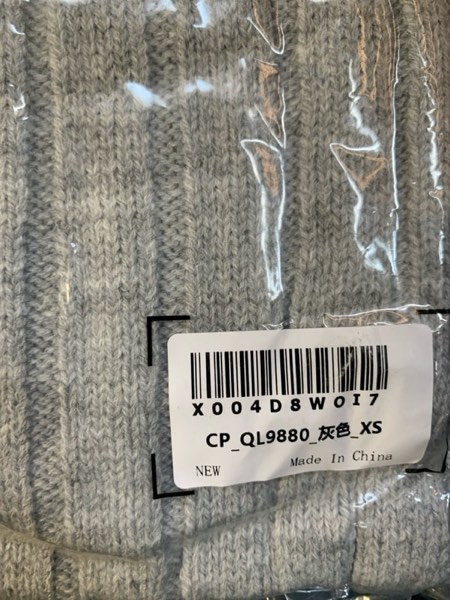 X004D8WOI7
CP_QL9880_灰色_XS
NEW
Made In China